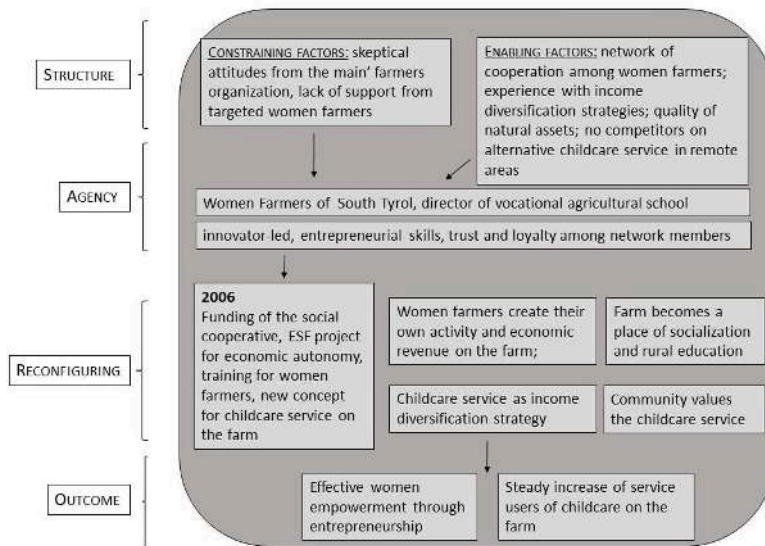 STRUCTURE
CONSTRAINING FACTORS: skeptical
attitudes from the main' farmers
organization, lack of support from
targeted women farmers
ENABLING FACTORS: network of
cooperation among women farmers;
experience with income
diversification strategies; quality of
natural assets; no competitors on
alternative childcare service in remote
areas
AGENCY
Women Farmers of South Tyrol, director of vocational agricultural school
innovator-led, entrepreneurial skills, trust and loyalty among network members
RECONFIGURING
2006
Funding of the social
cooperative, ESF project
for economic autonomy,
training for women
farmers, new concept
for childcare service on
the farm
Women farmers create their
own activity and economic
revenue on the farm;
Farm becomes a
place of socialization
and rural education
Childcare service as income
diversification strategy
Community values
the childcare service
OUTCOME
Effective women
empowerment through
entrepreneurship
Steady increase of service
users of childcare on the
farm